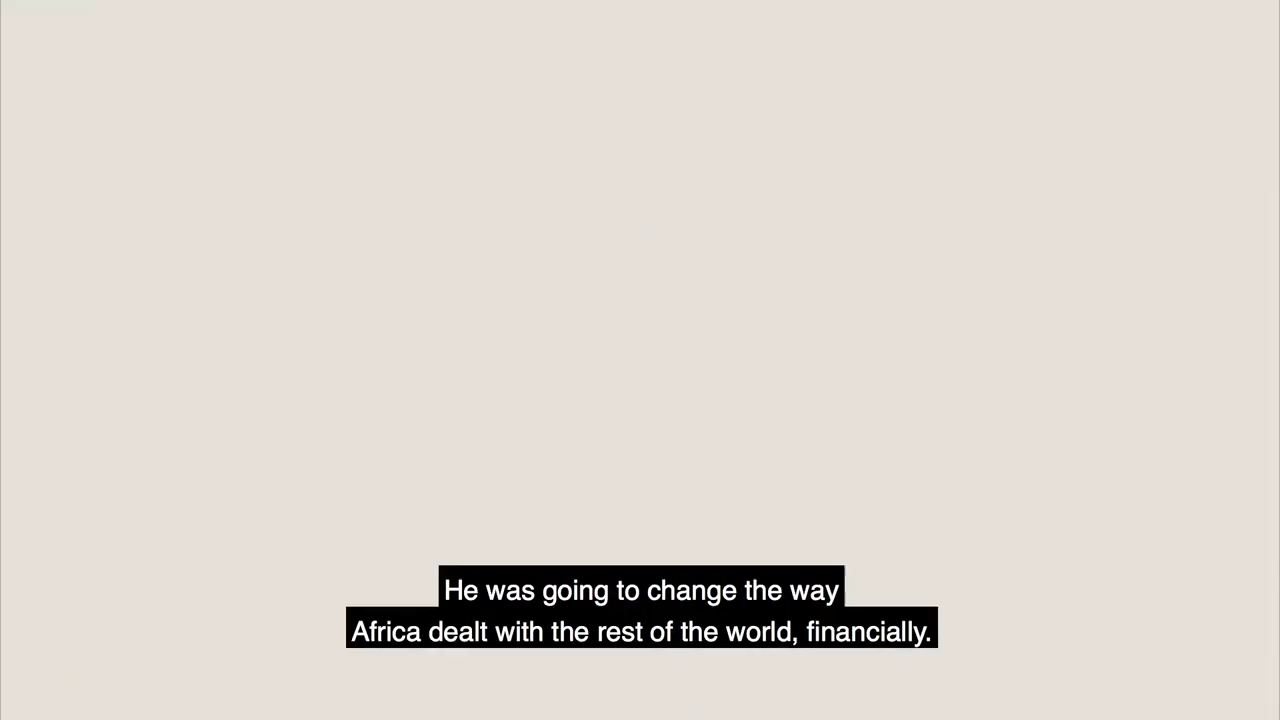 He was going to change the way
Africa dealt with the rest of the world, financially.